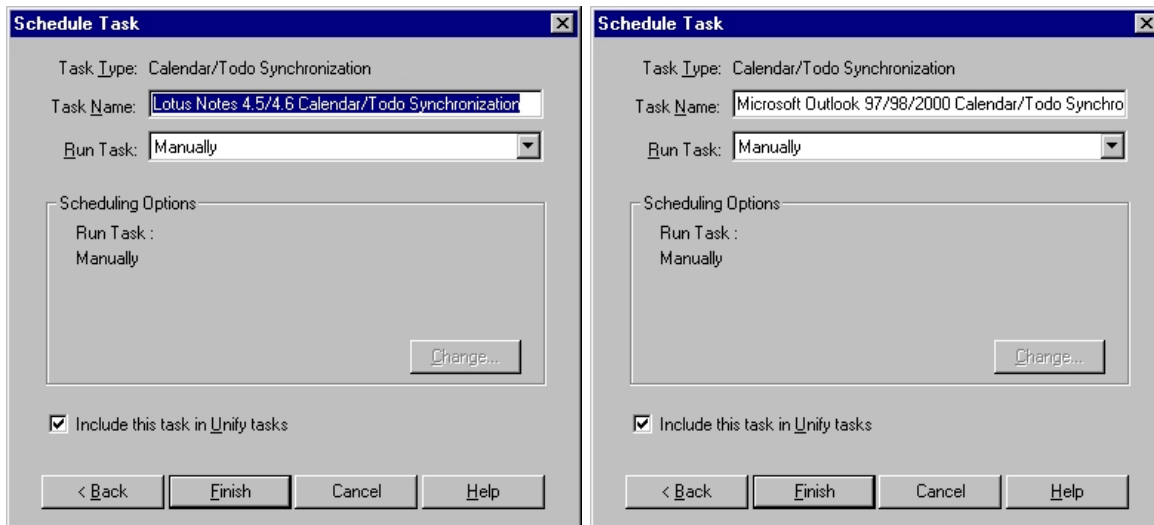 Schedule Task
Task Type: Calendar/Todo Synchronization
Task Name: Lotus Notes 4.5/4.6 Calendar/Todo Synchronization
Run Task: Manually
Scheduling Options
Run Task :
Manually
Change...
Include this task in Unify tasks
< Back Finish Cancel Help
Schedule Task
Task Type: Calendar/Todo Synchronization
Task Name: Microsoft Outlook 97/98/2000 Calendar/Todo Synchro
Run Task: Manually
Scheduling Options
Run Task :
Manually
Change...
Include this task in Unify tasks
< Back Finish Cancel Help